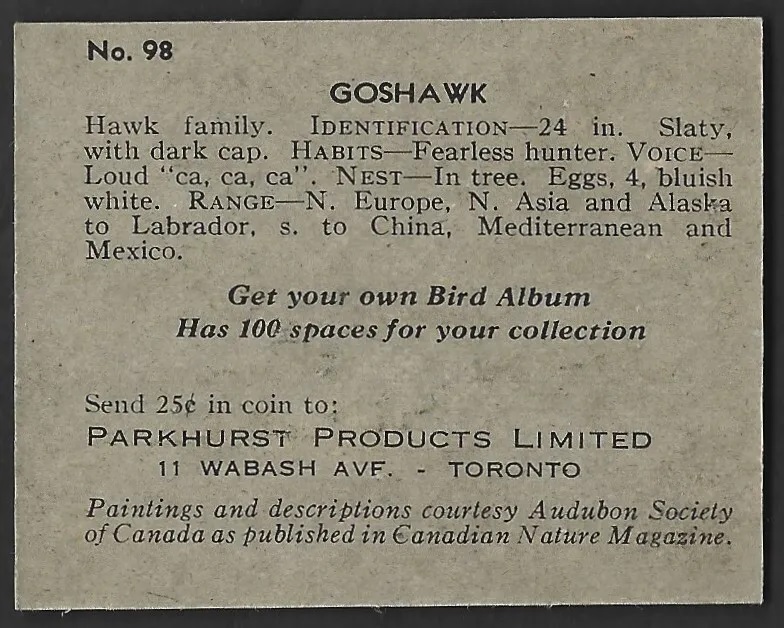 No. 98
GOSHAWK
Hawk family. IDENTIFICATION—24 in. Slaty,
with dark cap. HABITS—Fearless hunter. VOICE—
Loud "ca, ca, ca". NEST—In tree. Eggs, 4, bluish
white. RANGE—N. Europe, N. Asia and Alaska
to Labrador, s. to China, Mediterranean and
Mexico.
Get your own Bird Album
Has 100 spaces for your collection
Send 25¢ in coin to:
PARKHURST PRODUCTS LIMITED
11 WABASH AVE. - TORONTO
Paintings and descriptions courtesy Audubon Society
of Canada as published in Canadian Nature Magazine.